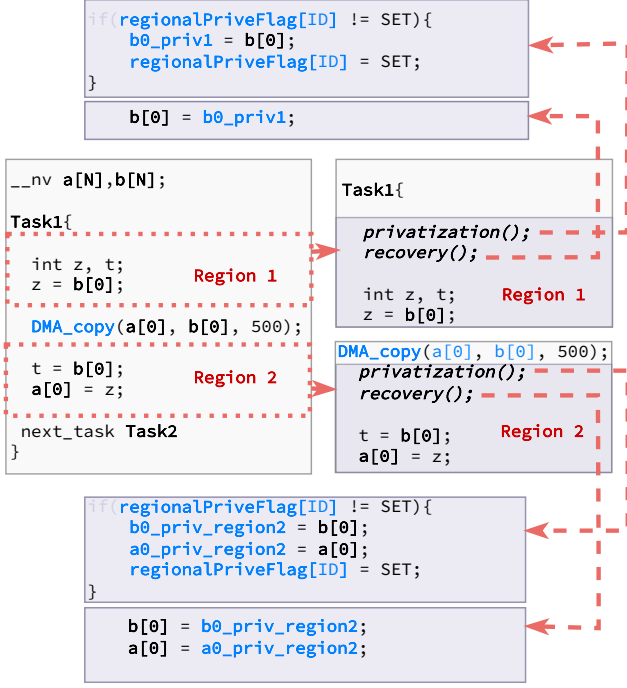 if(regionalPriveFlag[ID] != SET){
b0_priv1 = b[0];
regionalPriveFlag[ID] = SET;
}
b[0] = b0_priv1;
__nv a[N],b[N];
Task1{
int z, t;
z = b[0];
Region 1
DMA_copy(a[0], b[0], 500);
t = b[0];
a[0] = z;
Region 2
next_task Task2
}
Task1{
privatization();
recovery();
int z, t;
z = b[0];
Region 1
DMA_copy(a[0], b[0], 500);
privatization();
recovery();
t = b[0];
a[0] = z;
Region 2
if(regionalPriveFlag[ID] != SET){
b0_priv_region2 = b[0];
a0_priv_region2 = a[0];
regionalPriveFlag[ID] = SET;
}
b[0] = b0_priv_region2;
a[0] = a0_priv_region2;